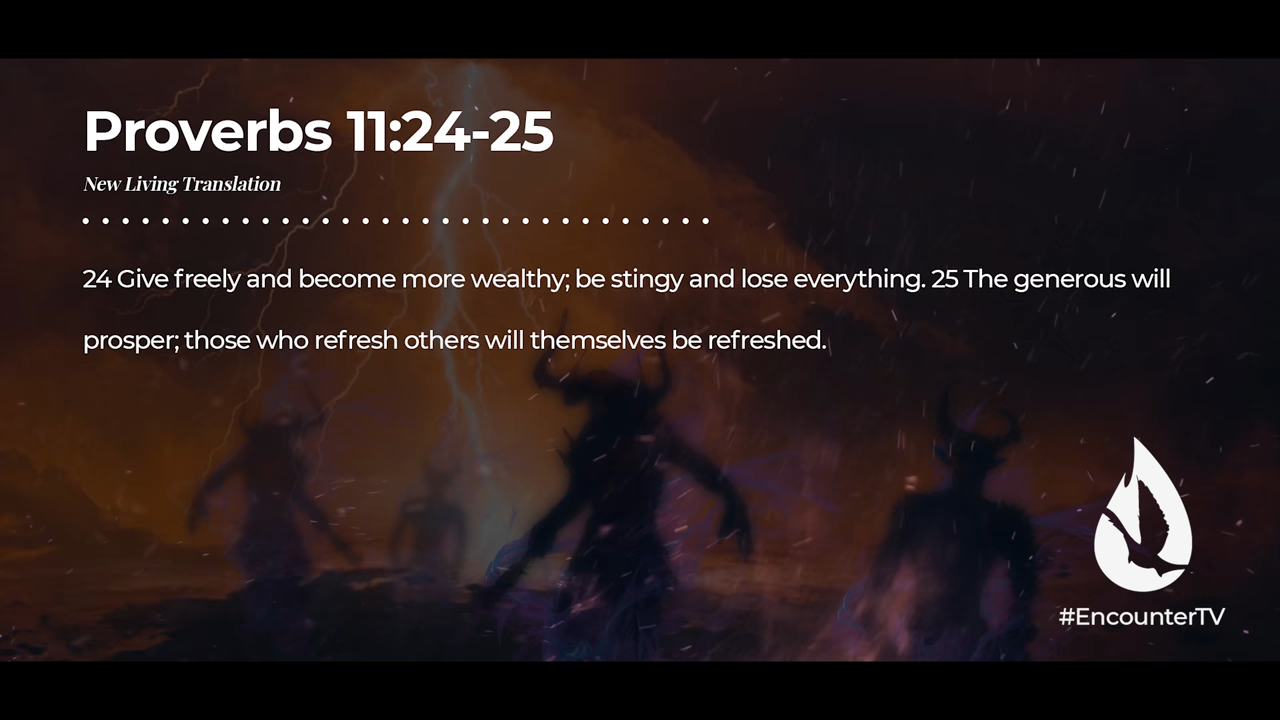 Proverbs 11:24-25
New Living Translation
24 Give freely and become more wealthy; be stingy and lose everything. 25 The generous will
prosper; those who refresh others will themselves be refreshed.
#EncounterTV